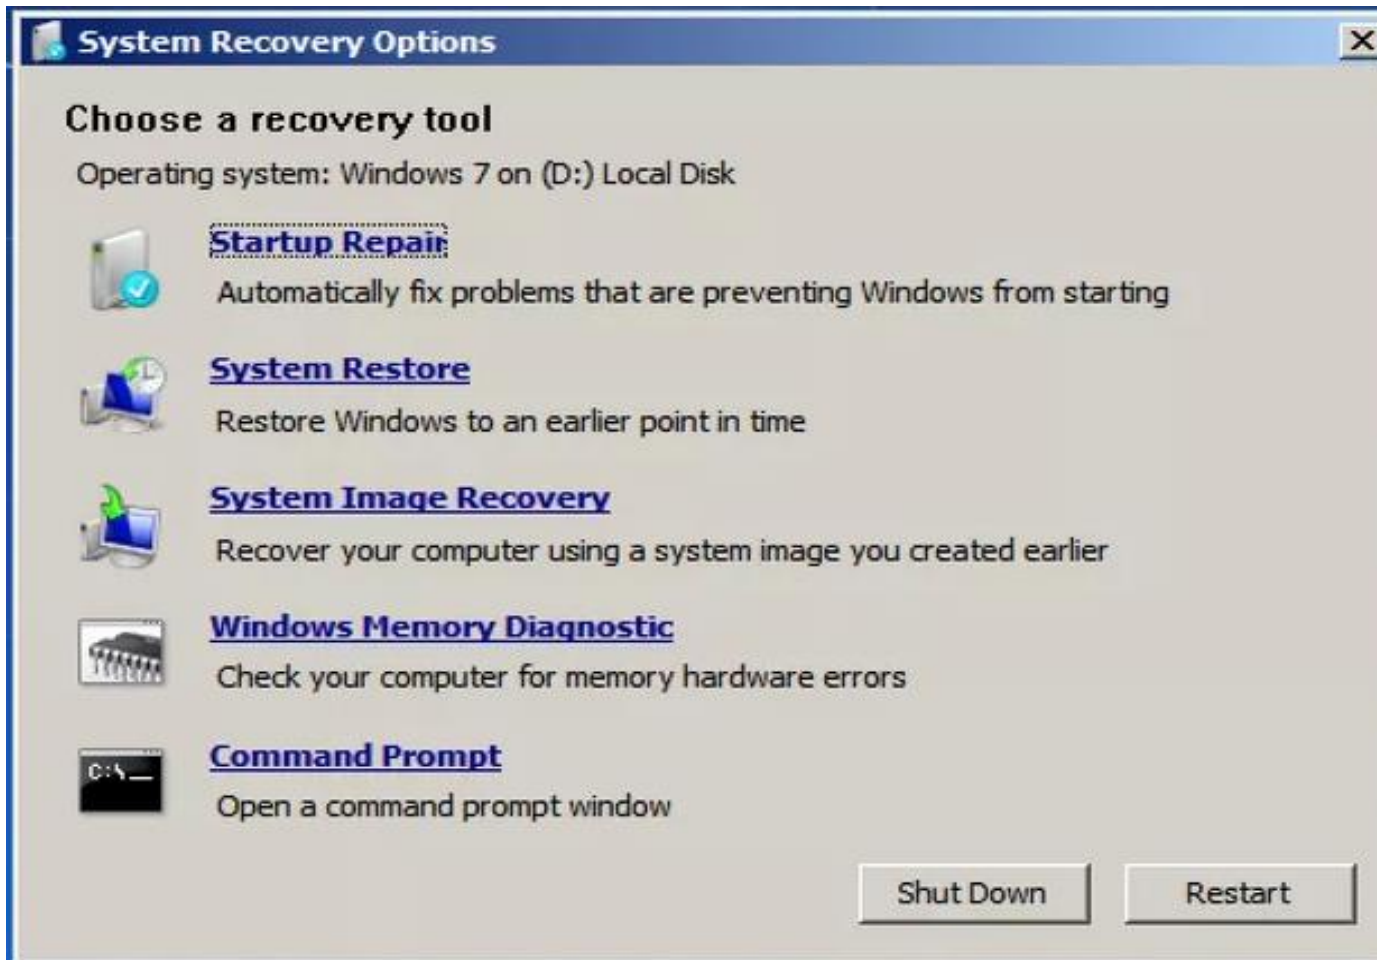 System Recovery Options
Choose a recovery tool
Operating system: Windows 7 on (D:) Local Disk
Startup Repair
Automatically fix problems that are preventing Windows from starting
System Restore
Restore Windows to an earlier point in time
System Image Recovery
Recover your computer using a system image you created earlier
Windows Memory Diagnostic
Check your computer for memory hardware errors
Command Prompt
C:\_
Open a command prompt window
Shut Down Restart